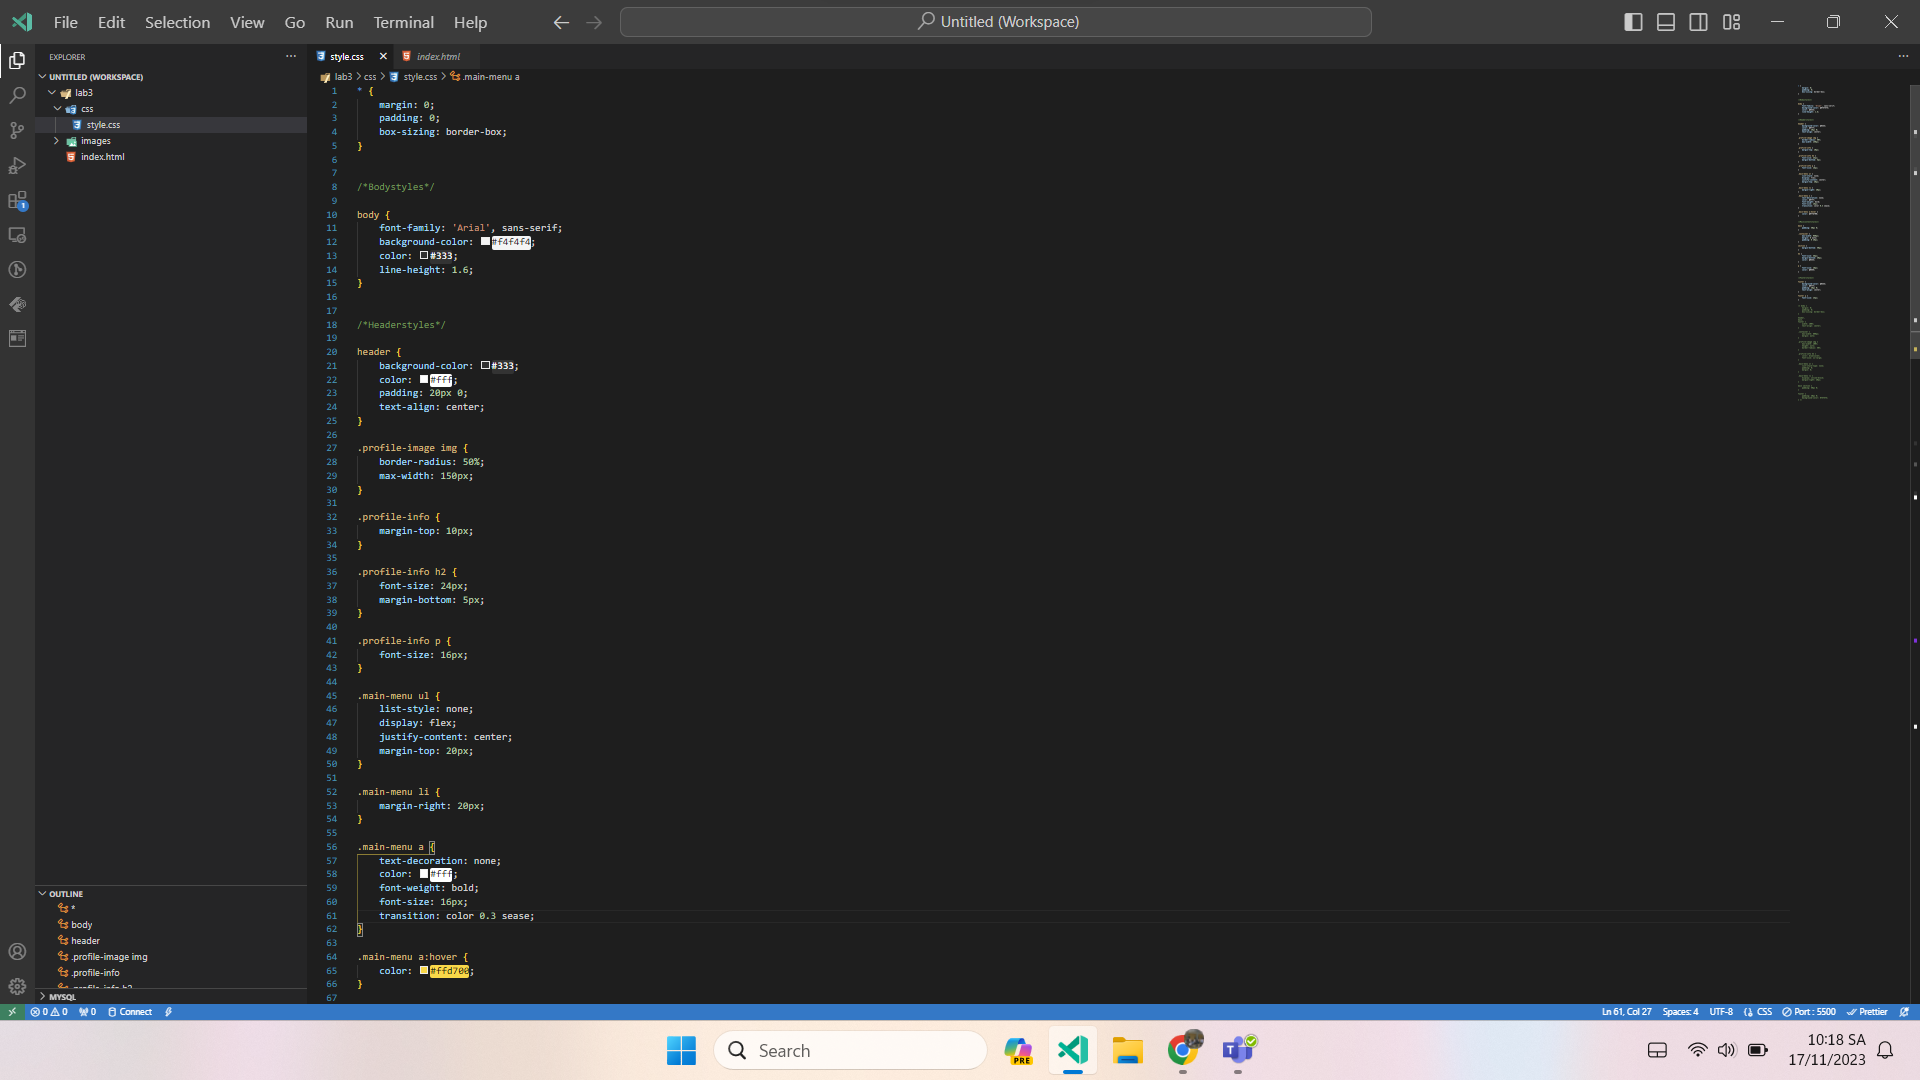 File Edit Selection View Go Run Terminal Help
Untitled (Workspace)
EXPLORER
UNTITLED (WORKSPACE)
lab3
css
style.css
images
index.html
style.css
index.html
lab3 > css > style.css > .main-menu a
1 * {
2 margin: 0;
3 padding: 0;
4 box-sizing: border-box;
5 }
6
7
8 /*Bodystyles*/
9
10 body {
11 font-family: 'Arial', sans-serif;
12 background-color: #f4f4f4;
13 color: #333;
14 line-height: 1.6;
15 }
16
17
18 /*Headerstyles*/
19
20 header {
21 background-color: #333;
22 color: #fff;
23 padding: 20px 0;
24 text-align: center;
25 }
26
27 .profile-image img {
28 border-radius: 50%;
29 max-width: 150px;
30 }
31
32 .profile-info {
33 margin-top: 10px;
34 }
35
36 .profile-info h2 {
37 font-size: 24px;
38 margin-bottom: 5px;
39 }
40
41 .profile-info p {
42 font-size: 16px;
43 }
44
45 .main-menu ul {
46 list-style: none;
47 display: flex;
48 justify-content: center;
49 margin-top: 20px;
50 }
51
52 .main-menu li {
53 margin-right: 20px;
54 }
55
56 .main-menu a {
57 text-decoration: none;
58 color: #fff;
59 font-weight: bold;
60 font-size: 16px;
61 transition: color 0.3 sease;
62 }
63
64 .main-menu a:hover {
65 color: #ffd700;
66 }
67
OUTLINE
*
body
header
.profile-image img
.profile-info
.profile-info h2
MYSQL
0 0 0 Connect
Ln 61, Col 27 Spaces: 4 UTF-8 CSS Port : 5500 Prettier
1
Search
PRE
10:18 SA
17/11/2023